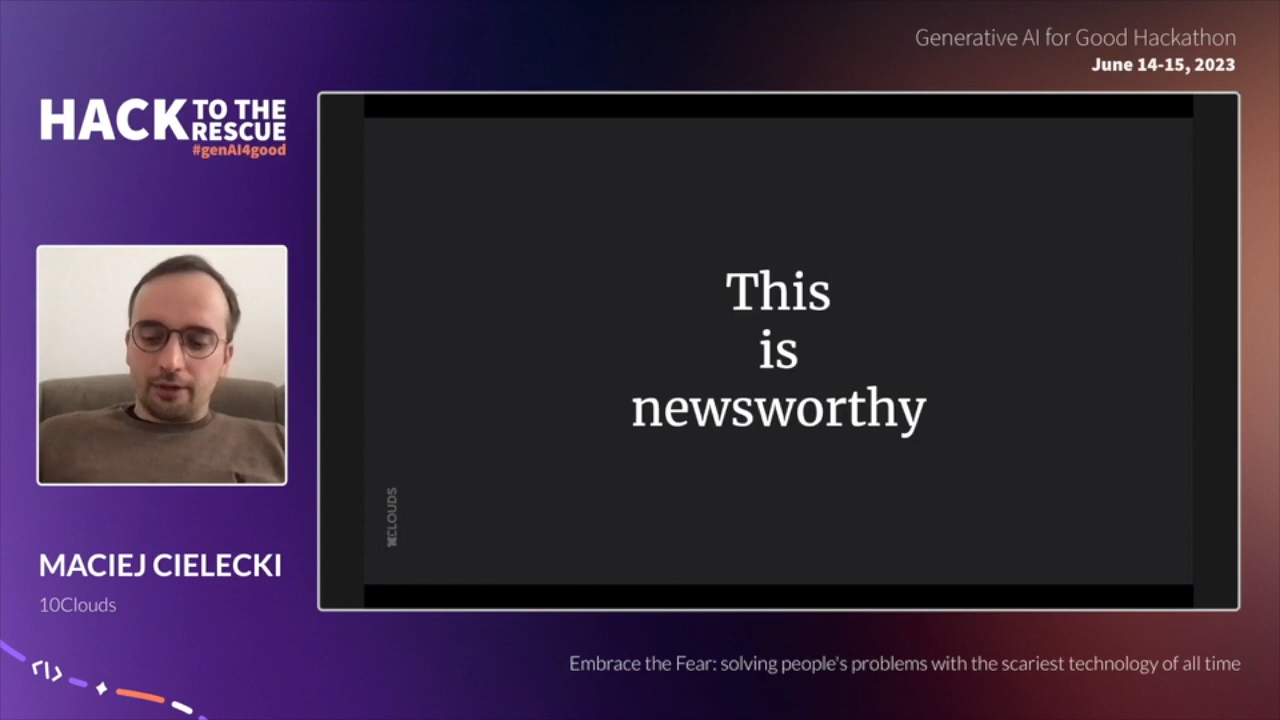 Generative AI for Good Hackathon
June 14-15, 2023
HACK TO THE
RESCUE
#genAI4good
This
is
newsworthy
10CLOUDS
MACIEJ CIELECKI
10Clouds
Embrace the Fear: solving people's problems with the scariest technology of all time